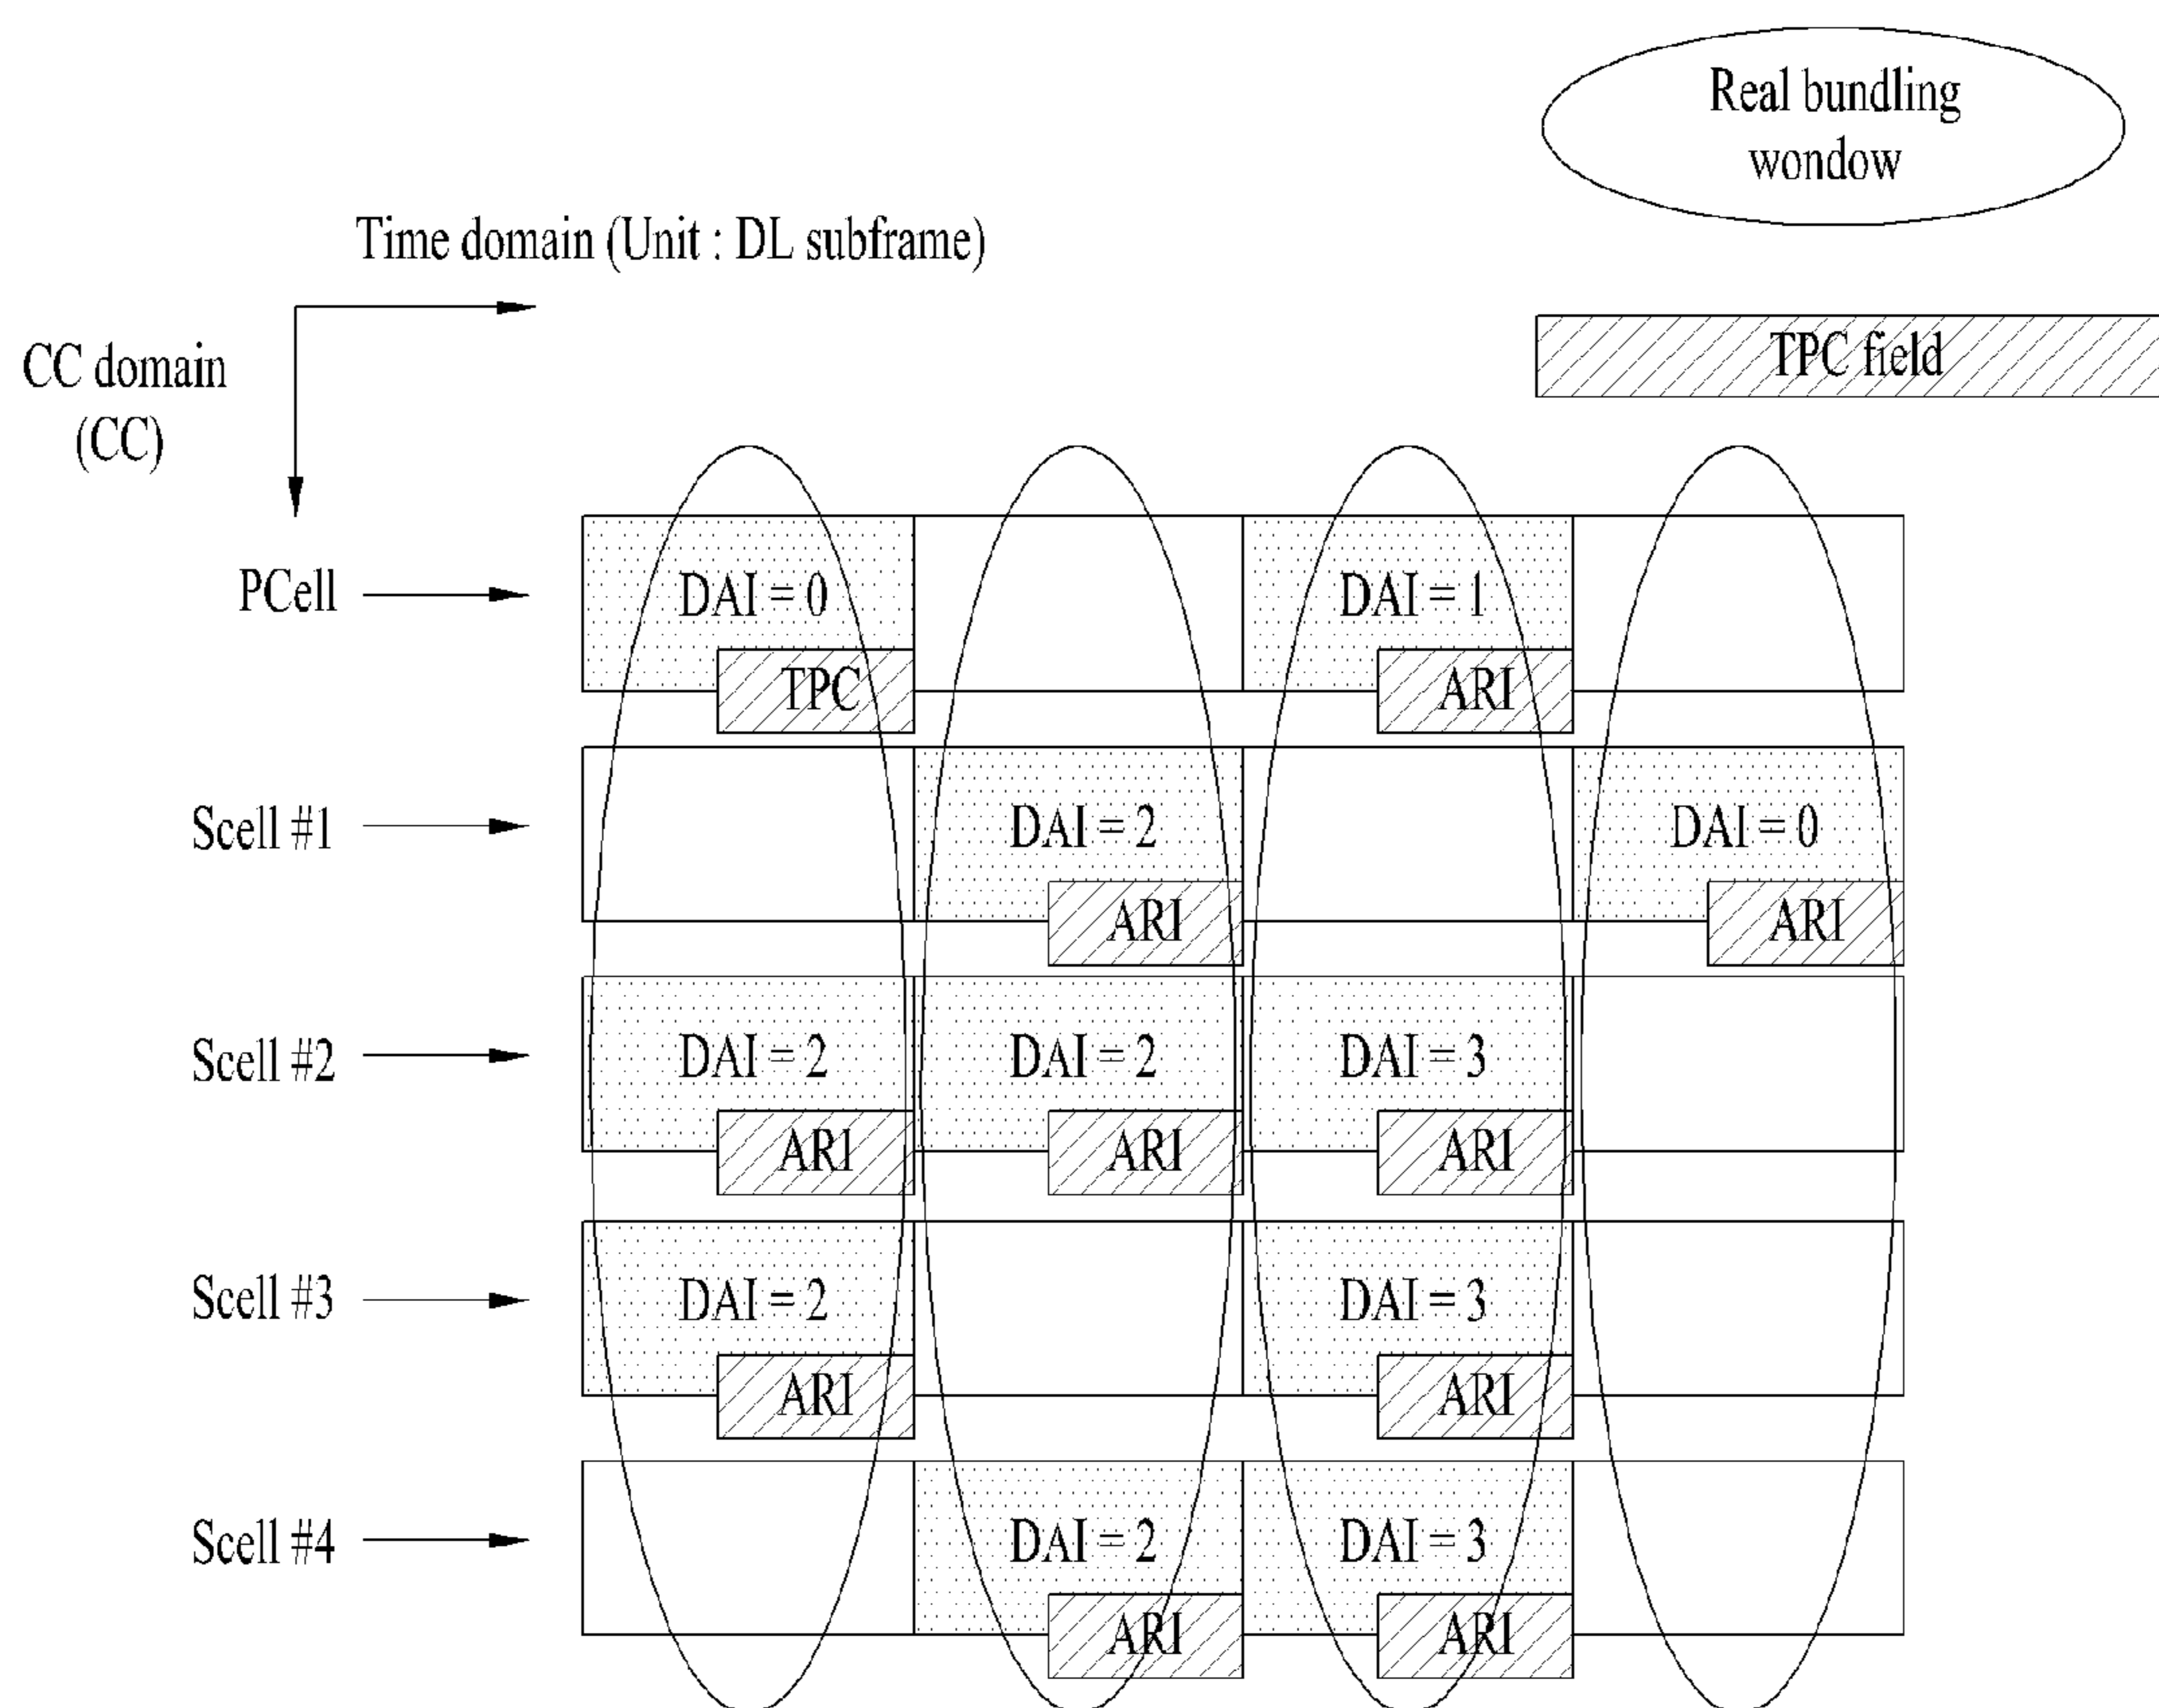 Real bundling
wondow
Time domain (Unit : DL subframe)
TPC field
CC domain
(CC)
PCell
DAI = 0
DAI = 1
TPC
ARI
Scell #1
DAI = 2
DAI = 0
ARI
ARI
Scell #2
DAI = 2
DAI = 2
DAI = 3
ARI
ARI
ARI
Scell #3
DAI = 2
DAI = 3
ARI
ARI
Scell #4
DAI = 2
DAI = 3
ARI
ARI